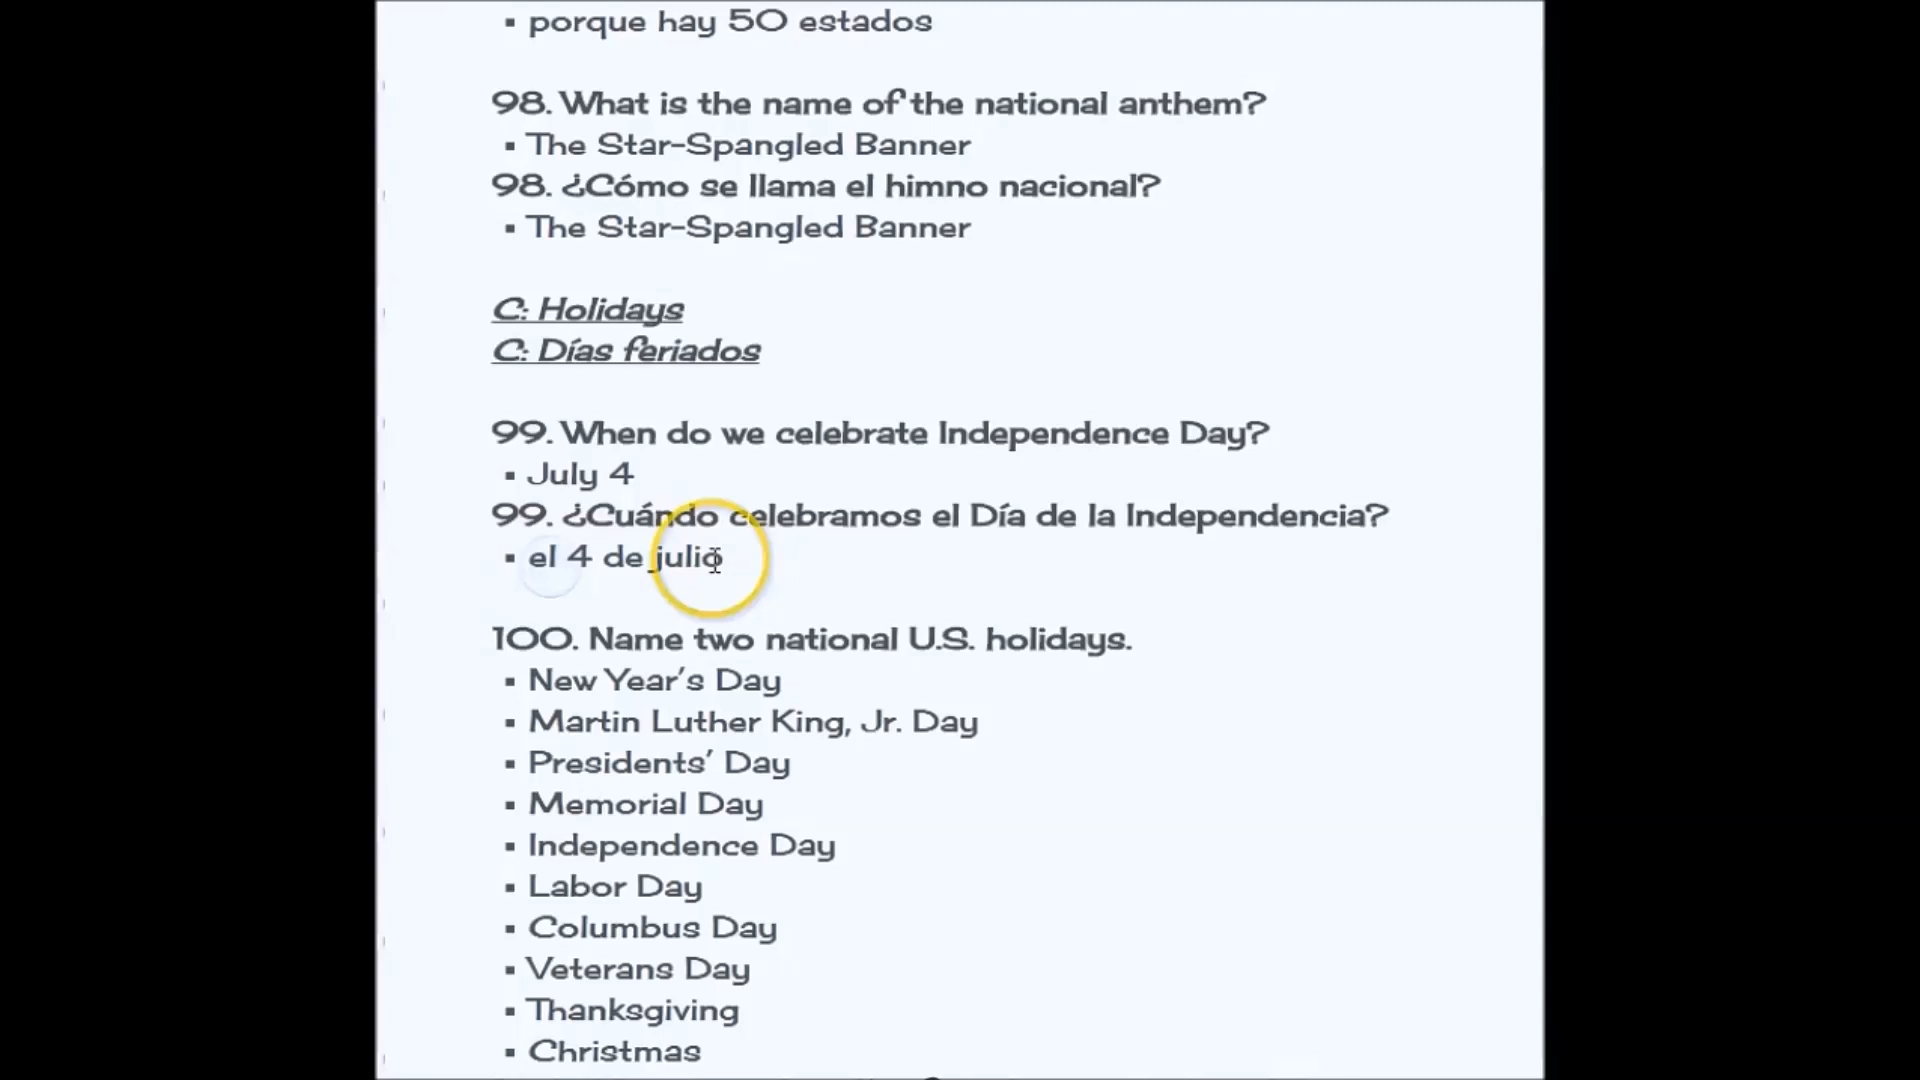 ▪ porque hay 50 estados
98. What is the name of the national anthem?
▪ The Star-Spangled Banner
98. ¿Cómo se llama el himno nacional?
▪ The Star-Spangled Banner
C: Holidays
C: Días feriados
99. When do we celebrate Independence Day?
▪ July 4
99. ¿Cuándo celebramos el Día de la Independencia?
▪ el 4 de julio
100. Name two national U.S. holidays.
▪ New Year's Day
▪ Martin Luther King, Jr. Day
▪ Presidents' Day
▪ Memorial Day
▪ Independence Day
▪ Labor Day
▪ Columbus Day
▪ Veterans Day
▪ Thanksgiving
▪ Christmas